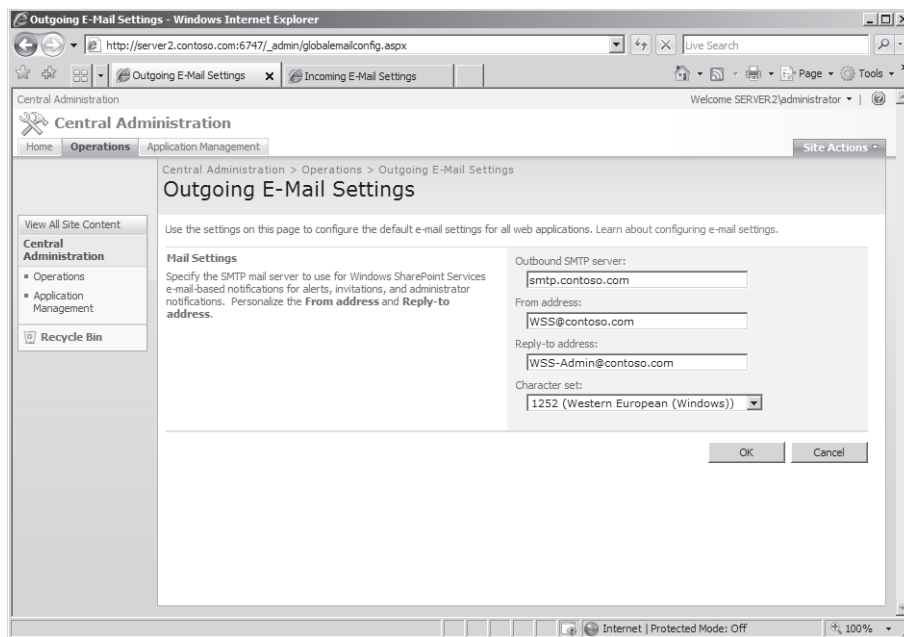 Outgoing E-Mail Settings - Windows Internet Explorer
http://server2.contoso.com:6747/_admin/globalemailconfig.aspx
Live Search
Outgoing E-Mail Settings
Incoming E-Mail Settings
Page
Tools
Central Administration
Welcome SERVER2\administrator
Central Administration
Home
Operations
Application Management
Site Actions
Central Administration > Operations > Outgoing E-Mail Settings
Outgoing E-Mail Settings
View All Site Content
Central
Administration
Operations
Application
Management
Recycle Bin
Use the settings on this page to configure the default e-mail settings for all web applications. Learn about configuring e-mail settings.
Mail Settings
Specify the SMTP mail server to use for Windows SharePoint Services
e-mail-based notifications for alerts, invitations, and administrator
notifications. Personalize the From address and Reply-to
address.
Outbound SMTP server:
smtp.contoso.com
From address:
WSS@contoso.com
Reply-to address:
WSS-Admin@contoso.com
Character set:
1252 (Western European (Windows))
OK
Cancel
Internet | Protected Mode: Off
100%